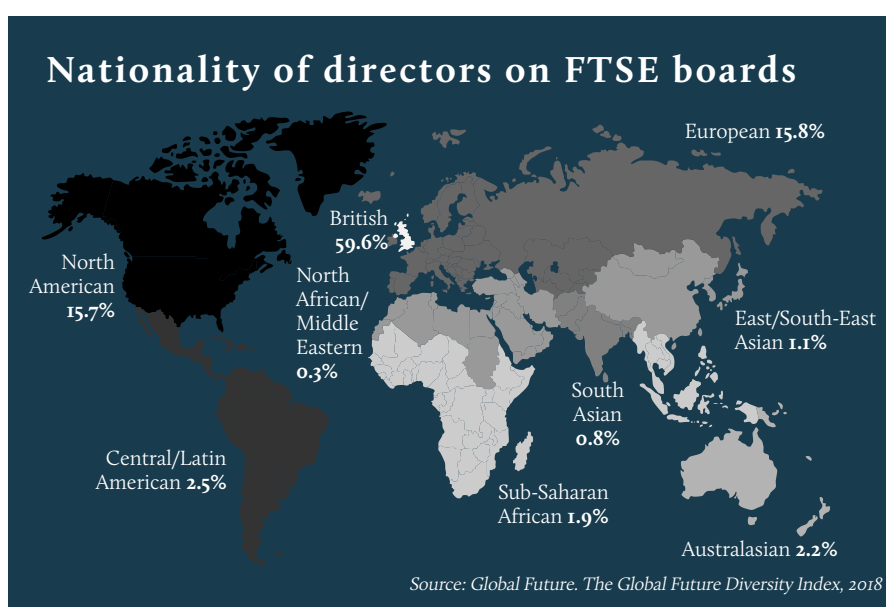 Nationality of directors on FTSE boards
European 15.8%
British
59.6%
North
American
15.7%
North
African/
Middle
Eastern
0.3%
East/South-East
Asian 1.1%
South
Asian
0.8%
Central/Latin
American 2.5%
Sub-Saharan
African 1.9%
Australasian 2.2%
Source: Global Future. The Global Future Diversity Index, 2018